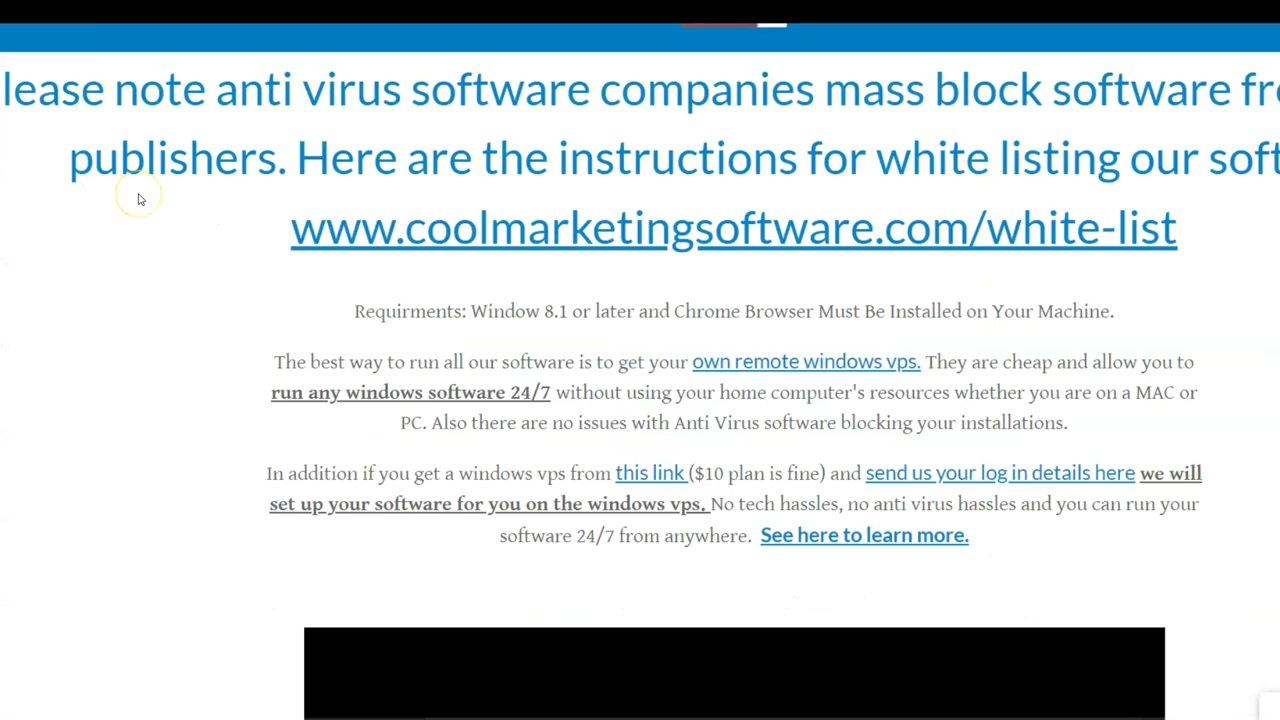 lease note anti virus software companies mass block software fr
publishers. Here are the instructions for white listing our soft
www.coolmarketingsoftware.com/white-list
Requirments: Window 8.1 or later and Chrome Browser Must Be Installed on Your Machine.
The best way to run all our software is to get your own remote windows vps. They are cheap and allow you to
run any windows software 24/7 without using your home computer's resources whether you are on a MAC or
PC. Also there are no issues with Anti Virus software blocking your installations.
In addition if you get a windows vps from this link ($10 plan is fine) and send us your log in details here we will
set up your software for you on the windows vps. No tech hassles, no anti virus hassles and you can run your
software 24/7 from anywhere. See here to learn more.